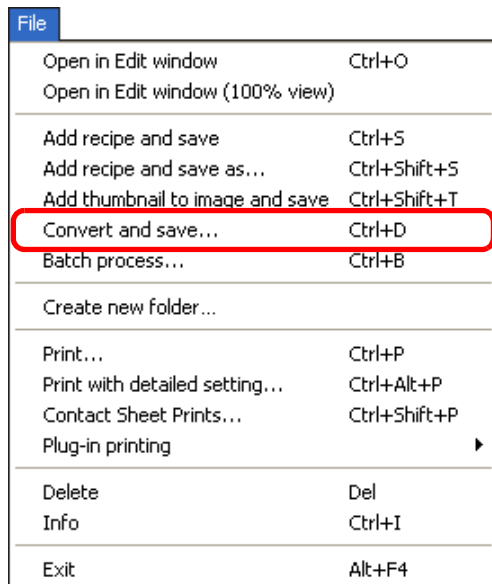 File
Open in Edit window Ctrl+O
Open in Edit window (100% view)
Add recipe and save Ctrl+S
Add recipe and save as... Ctrl+Shift+S
Add thumbnail to image and save Ctrl+Shift+T
Convert and save... Ctrl+D
Batch process... Ctrl+B
Create new folder...
Print... Ctrl+P
Print with detailed setting... Ctrl+Alt+P
Contact Sheet Prints... Ctrl+Shift+P
Plug-in printing
Delete Del
Info Ctrl+I
Exit Alt+F4